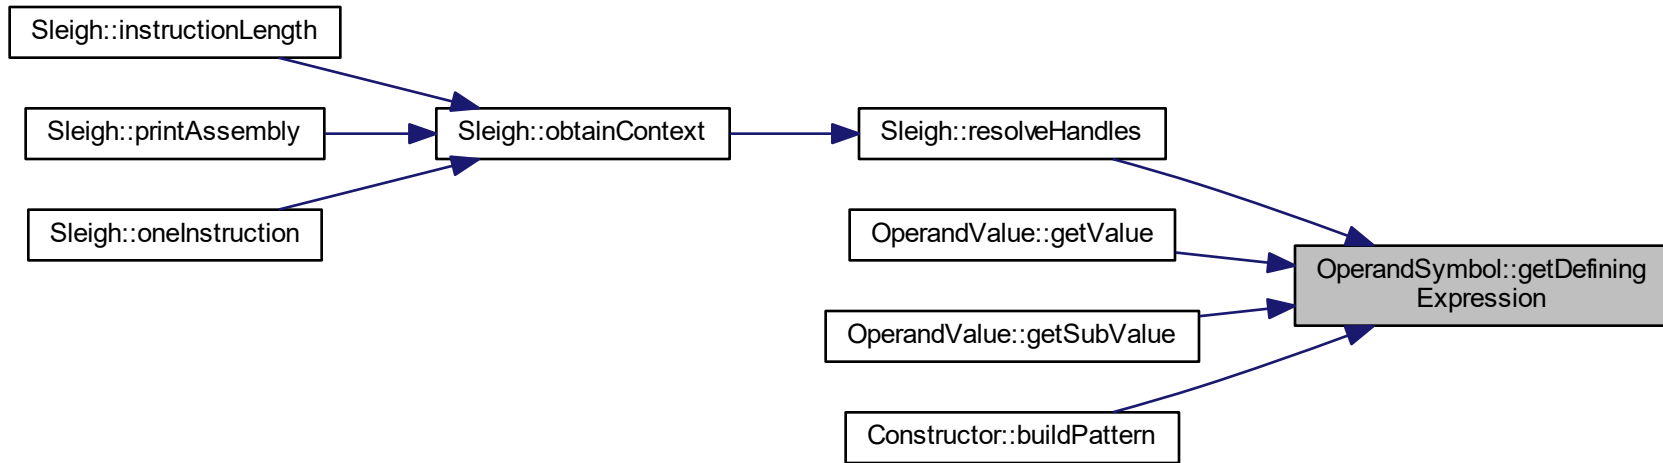 Sleigh::instructionLength
Sleigh::printAssembly
Sleigh::obtainContext
Sleigh::resolveHandles
Sleigh::oneInstruction
OperandValue::getValue
OperandSymbol::getDefining
Expression
OperandValue::getSubValue
Constructor::buildPattern